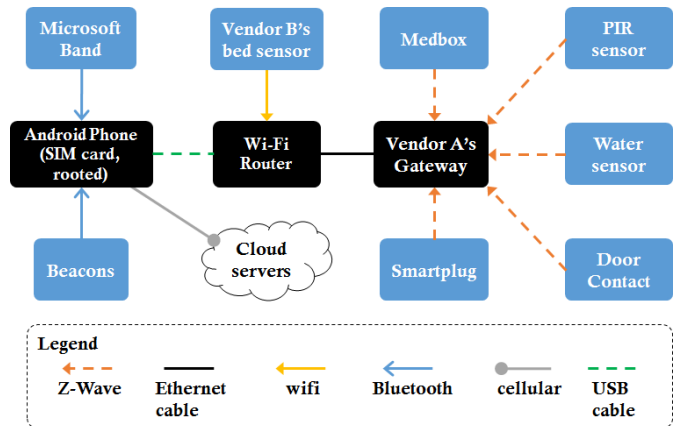 Microsoft
Band
Vendor B's
bed sensor
Medbox
PIR
sensor
Android Phone
(SIM card,
rooted)
Wi-Fi
Router
Vendor A's
Gateway
Water
sensor
Beacons
Cloud
servers
Smartplug
Door
Contact
Legend
Z-Wave
Ethernet
cable
wifi
Bluetooth
cellular
USB
cable